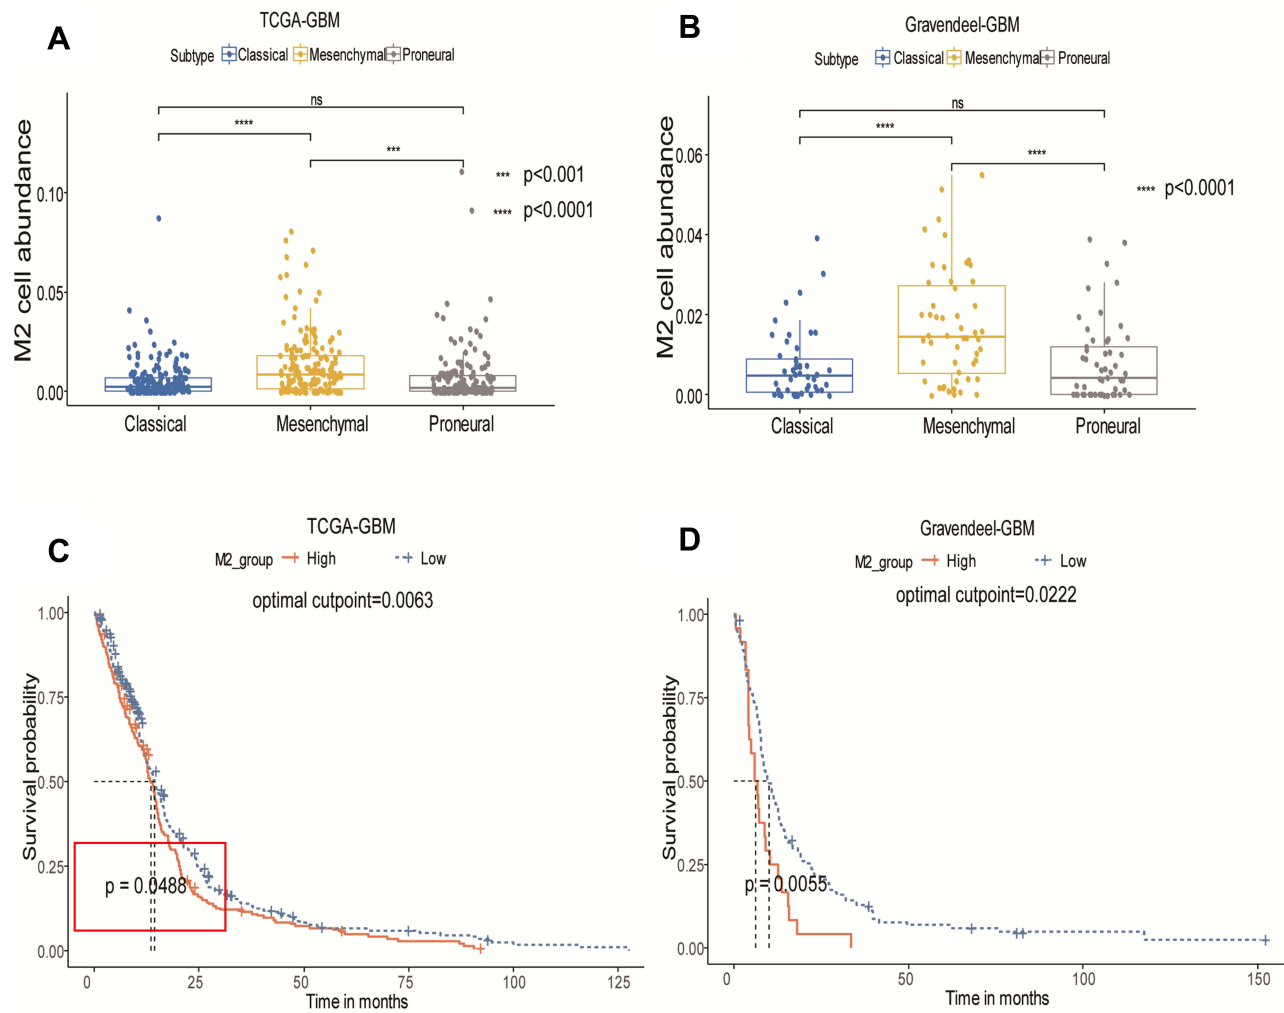 A
TCGA-GBM
Subtype Classical Mesenchymal Proneural
ns
****
***
*** p<0.001
**** p<0.0001
M2 cell abundance
0.10
0.05
0.00
Classical Mesenchymal Proneural
B
Gravendeel-GBM
Subtype Classical Mesenchymal Proneural
ns
****
****
**** p<0.0001
M2 cell abundance
0.06
0.04
0.02
0.00
Classical Mesenchymal Proneural
C
TCGA-GBM
M2_group High Low
optimal cutpoint=0.0063
Survival probability
1.00
0.75
0.50
0.25
0.00
p = 0.0488
0 25 50 75 100 125
Time in months
D
Gravendeel-GBM
M2_group High Low
optimal cutpoint=0.0222
Survival probability
1.00
0.75
0.50
0.25
0.00
p = 0.0055
0 50 100 150
Time in months